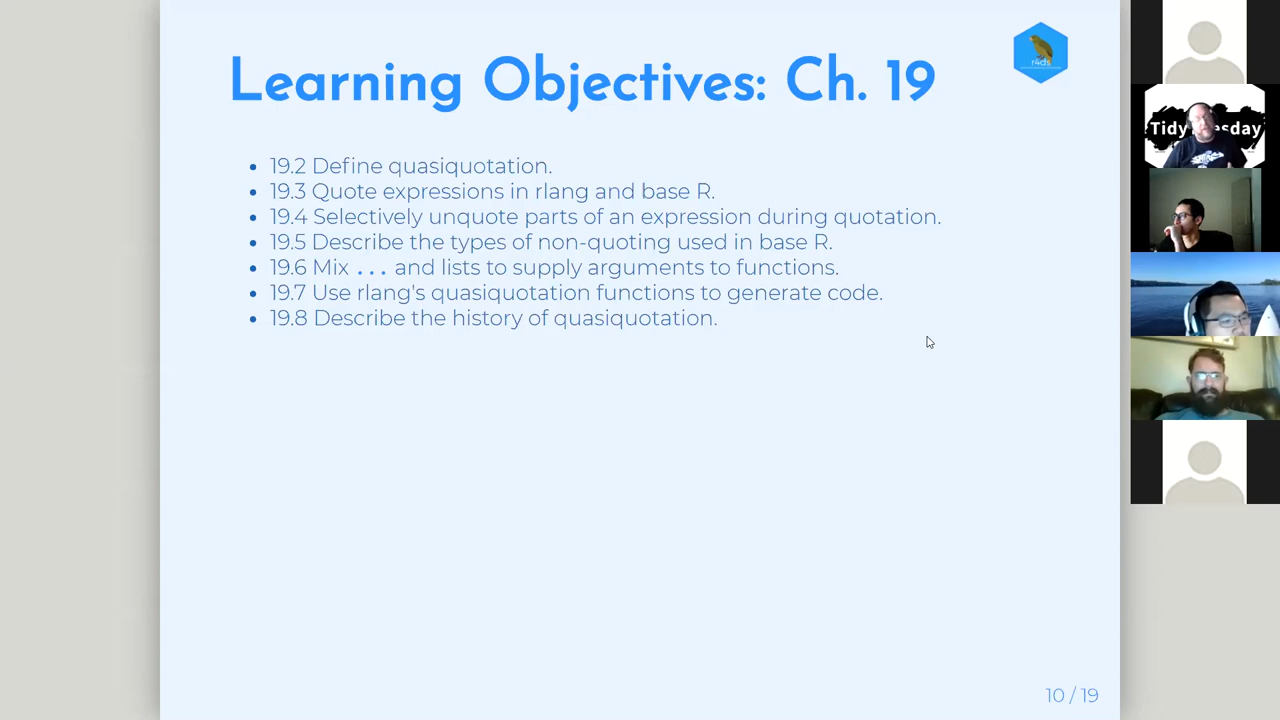 Learning Objectives: Ch. 19
r4ds
• 19.2 Define quasiquotation.
• 19.3 Quote expressions in rlang and base R.
• 19.4 Selectively unquote parts of an expression during quotation.
• 19.5 Describe the types of non-quoting used in base R.
• 19.6 Mix ... and lists to supply arguments to functions.
• 19.7 Use rlang's quasiquotation functions to generate code.
• 19.8 Describe the history of quasiquotation.
10 / 19